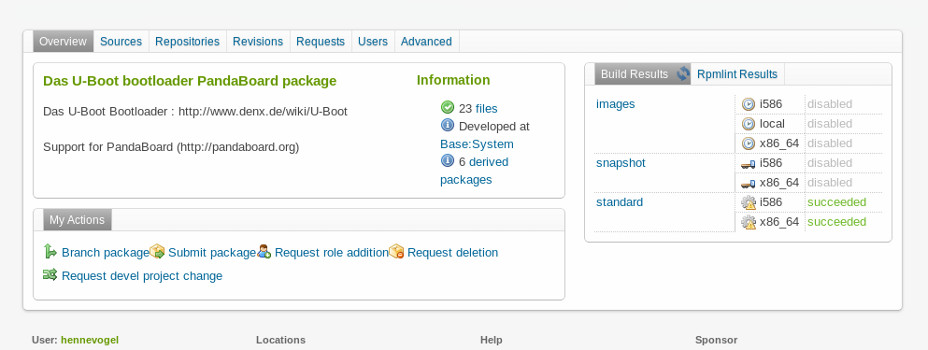 Overview Sources Repositories Revisions Requests Users Advanced
Das U-Boot bootloader PandaBoard package
Das U-Boot Bootloader : http://www.denx.de/wiki/U-Boot
Support for PandaBoard (http://pandaboard.org)
Information
23 files
Developed at
Base:System
6 derived
packages
Build Results Rpmlint Results
images i586 disabled
local disabled
x86_64 disabled
snapshot i586 disabled
x86_64 disabled
standard i586 succeeded
x86_64 succeeded
My Actions
Branch package Submit package Request role addition Request deletion
Request devel project change
User: hennevogel Locations Help Sponsor